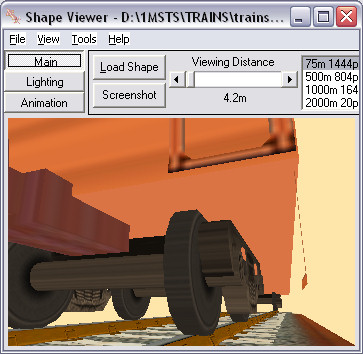 Shape Viewer - D:\1MSTS\TRAINS\trains...
File View Tools Help
Main
Lighting
Animation
Load Shape
Screenshot
Viewing Distance
4.2m
75m 1444p
500m 804p
1000m 164
2000m 20p